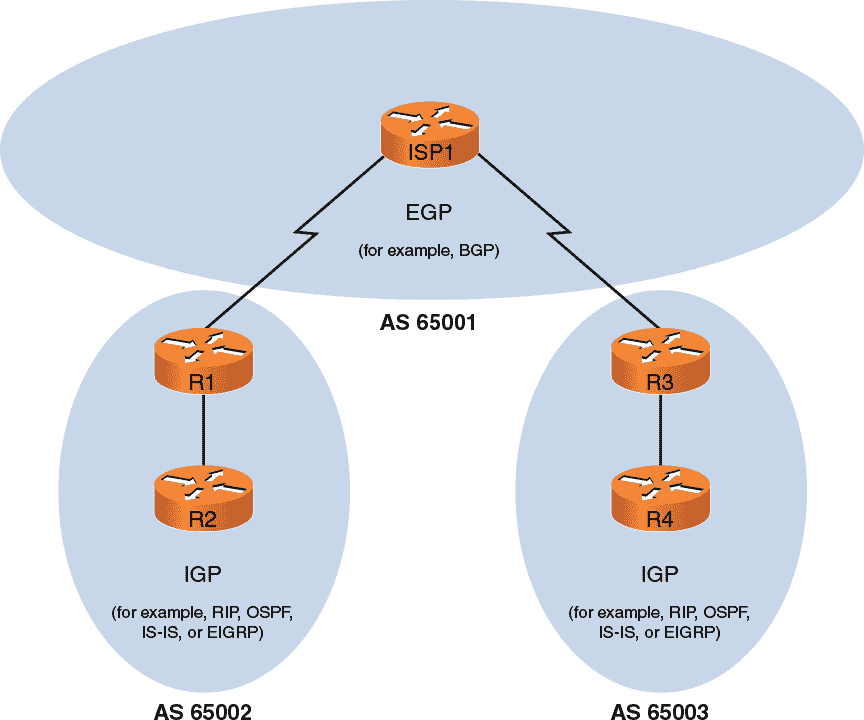 ISP1
EGP
(for example, BGP)
AS 65001
R1
R3
R2
R4
IGP
(for example, RIP, OSPF,
IS-IS, or EIGRP)
IGP
(for example, RIP, OSPF,
IS-IS, or EIGRP)
AS 65002
AS 65003